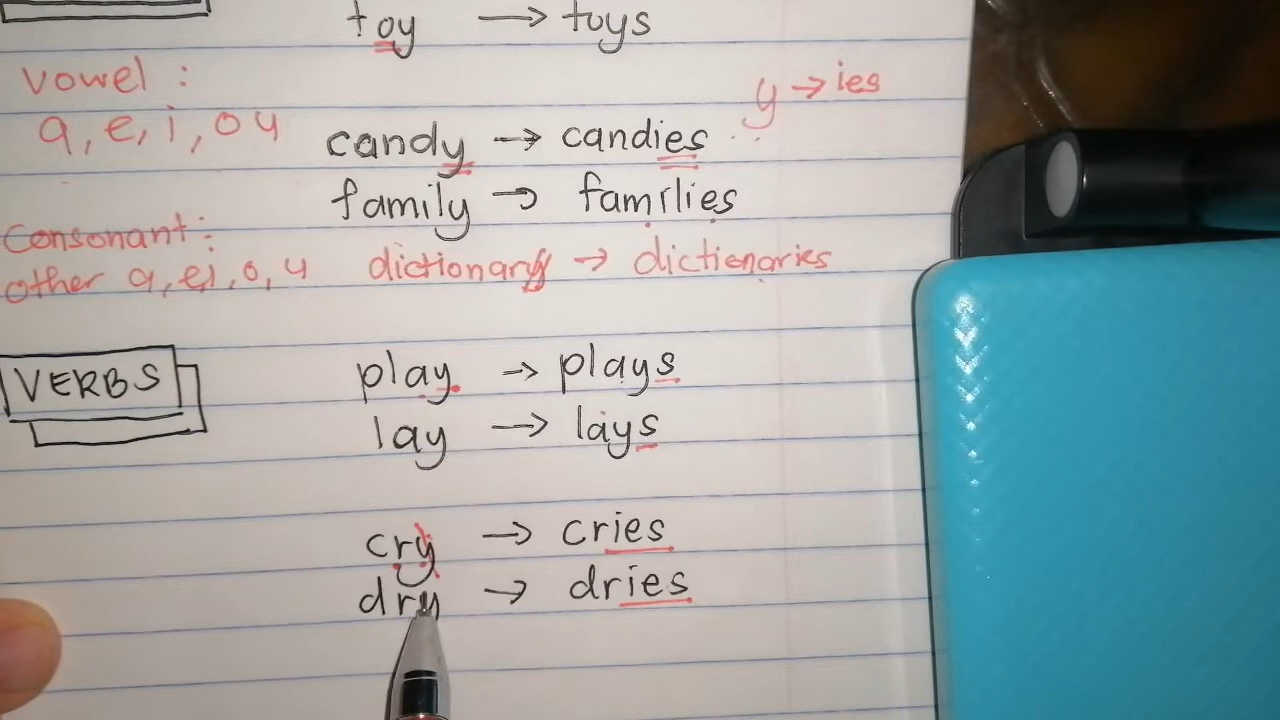 toy → toys
vowel :
y → ies
a, e, i, o u
candy → candies
family → families
Consonant :
other a, e, i, o, u
dictionary → dictionaries
VERBS
play → plays
lay → lays
cry → cries
dry → dries